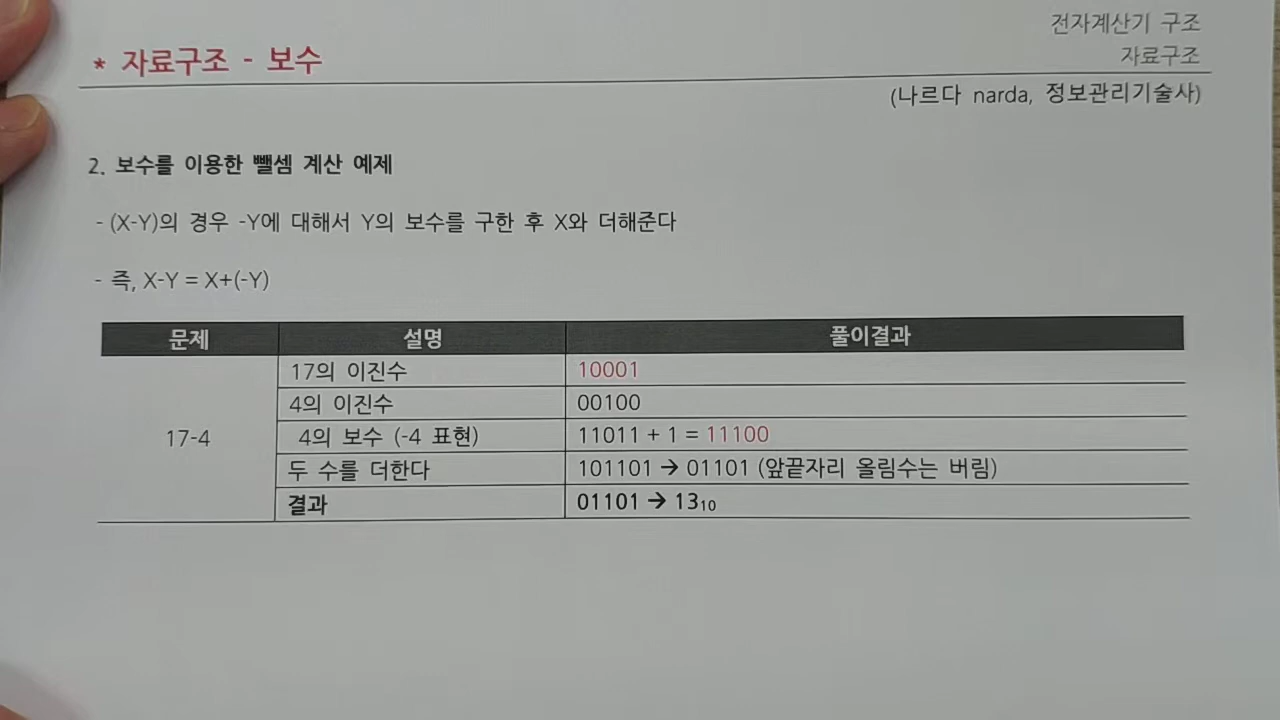 전자계산기 구조
* 자료구조 - 보수
자료구조
(나르다 narda, 정보관리기술사)
2. 보수를 이용한 뺄셈 계산 예제
- (X-Y)의 경우 -Y에 대해서 Y의 보수를 구한 후 X와 더해준다
- 즉, X-Y = X+(-Y)
문제 설명 풀이결과
17-4
17의 이진수 10001
4의 이진수 00100
4의 보수 (-4 표현) 11011 + 1 = 11100
두 수를 더한다 101101 → 01101 (앞끝자리 올림수는 버림)
결과 01101 → 13₁₀